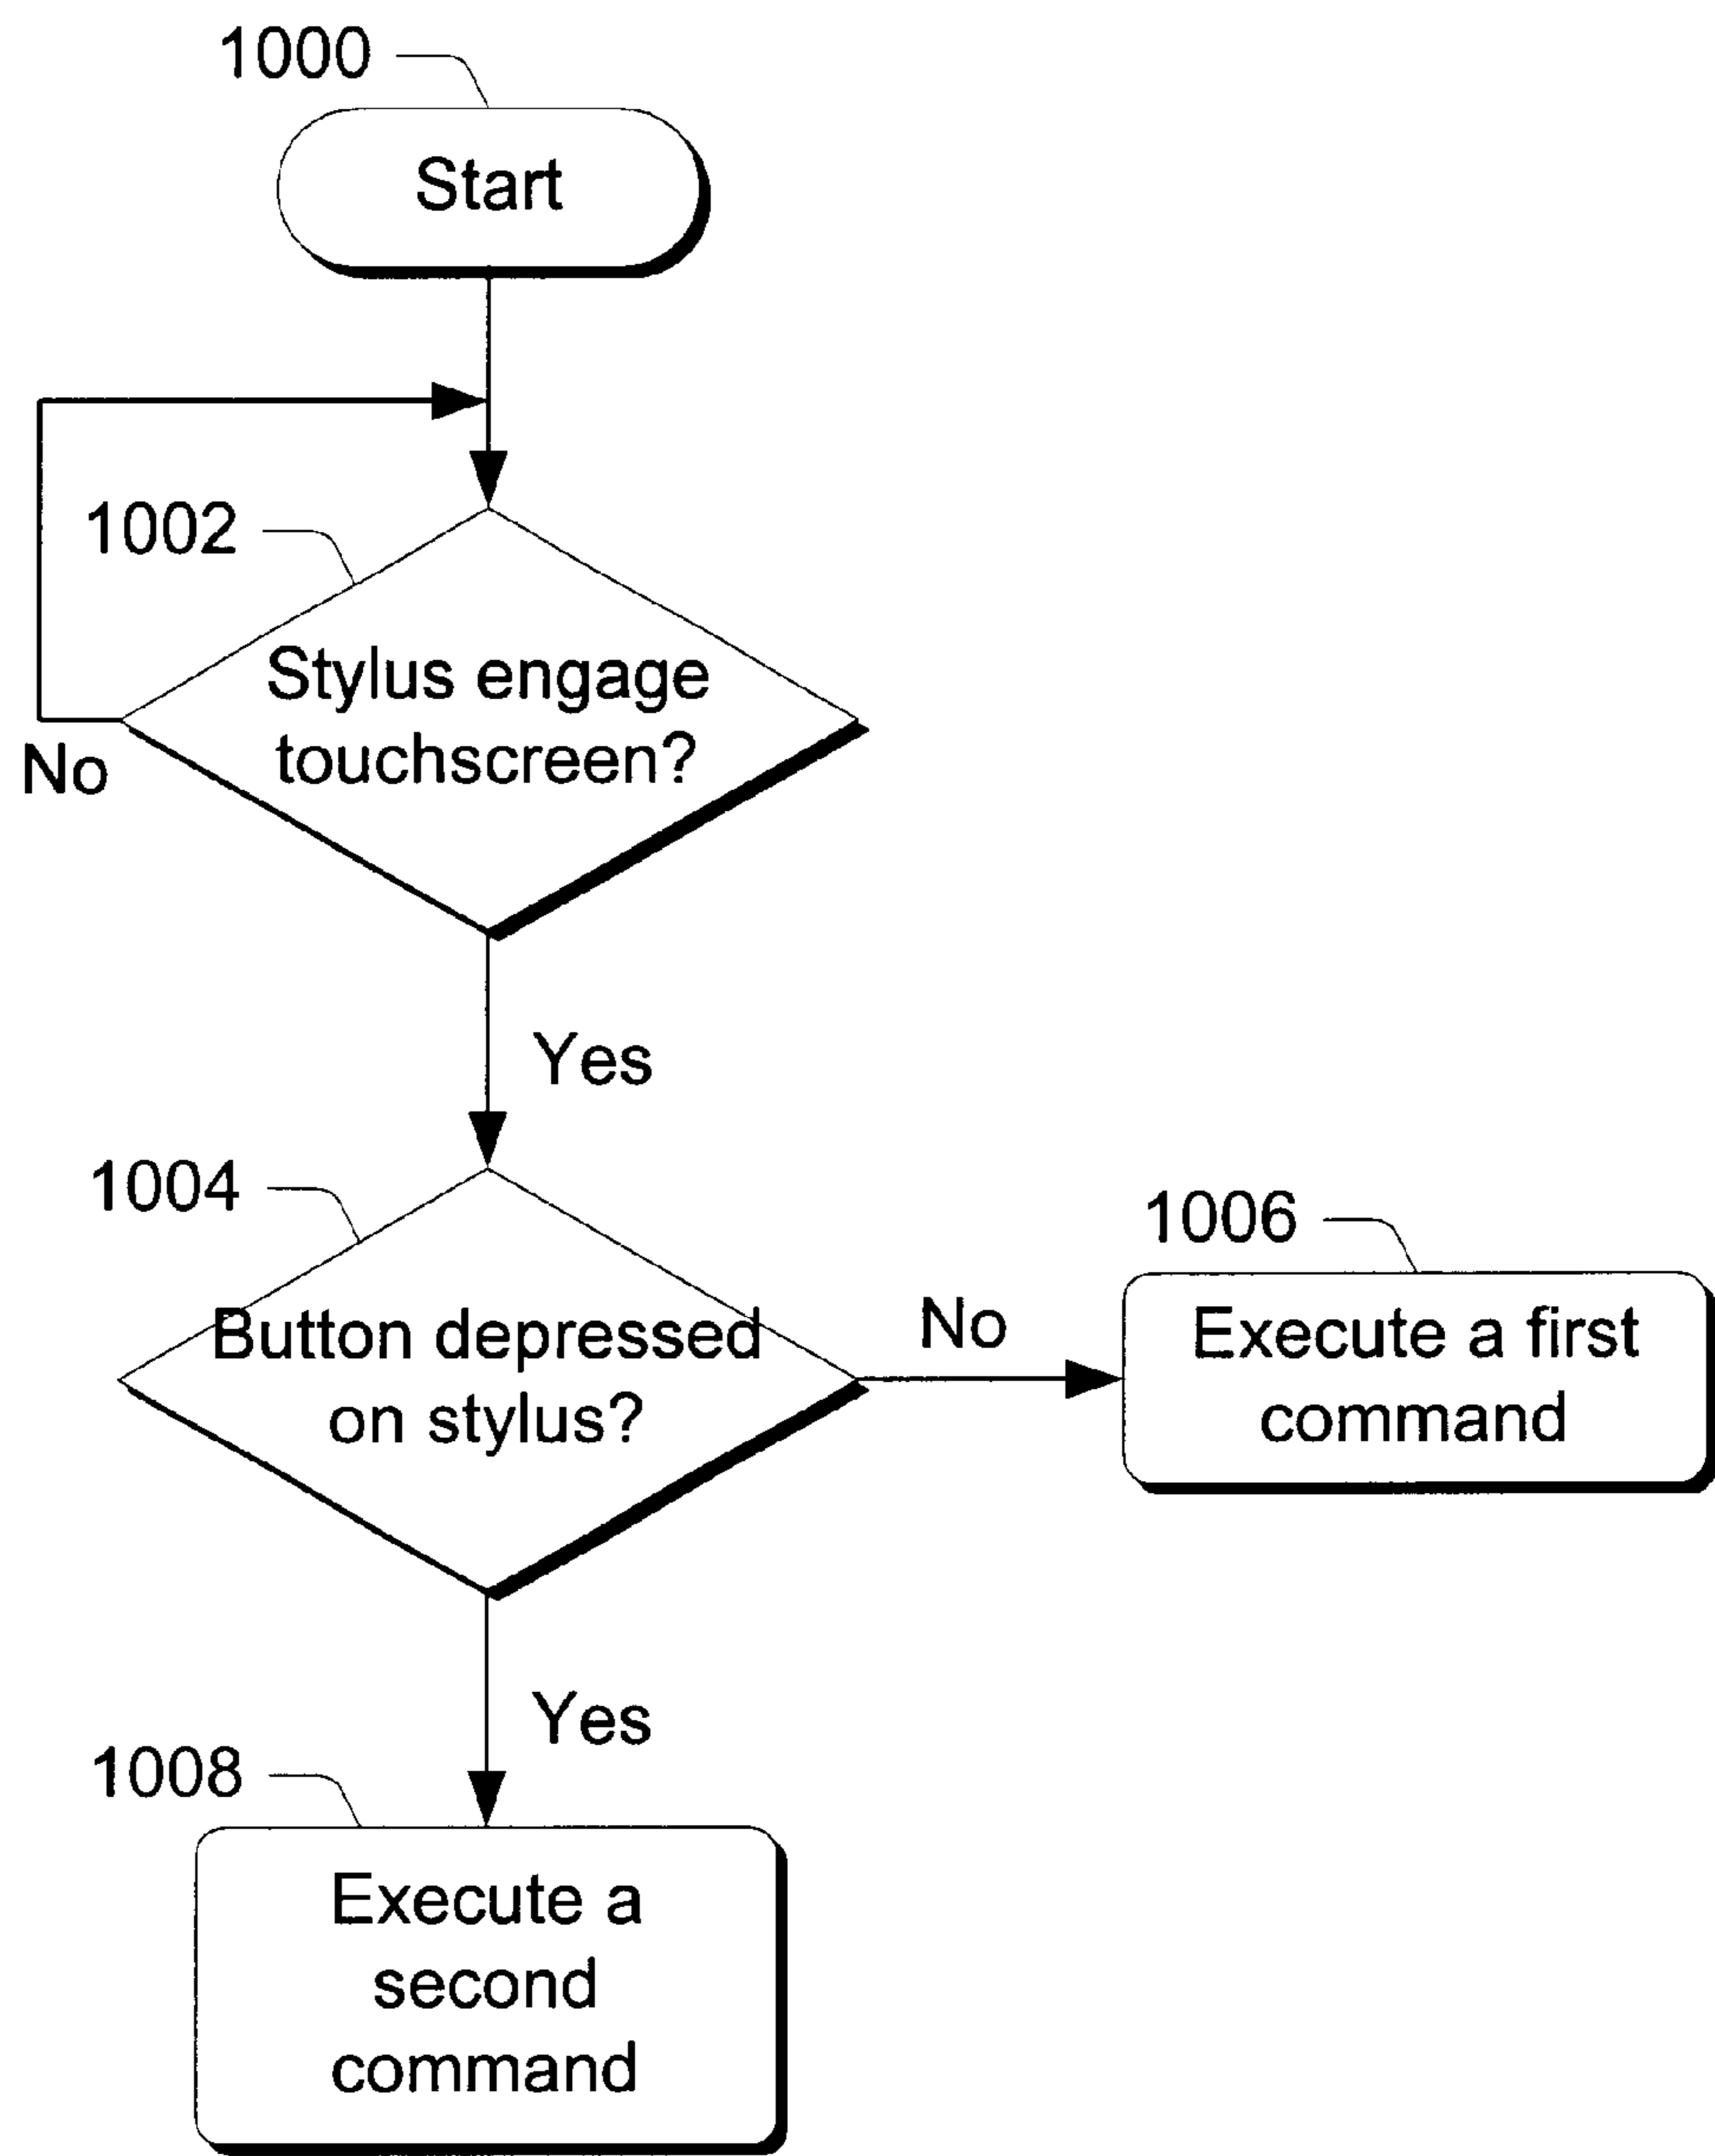 1000
Start
1002
Stylus engage
touchscreen?
No
Yes
1004
Button depressed
on stylus?
No
1006
Execute a first
command
Yes
1008
Execute a
second
command